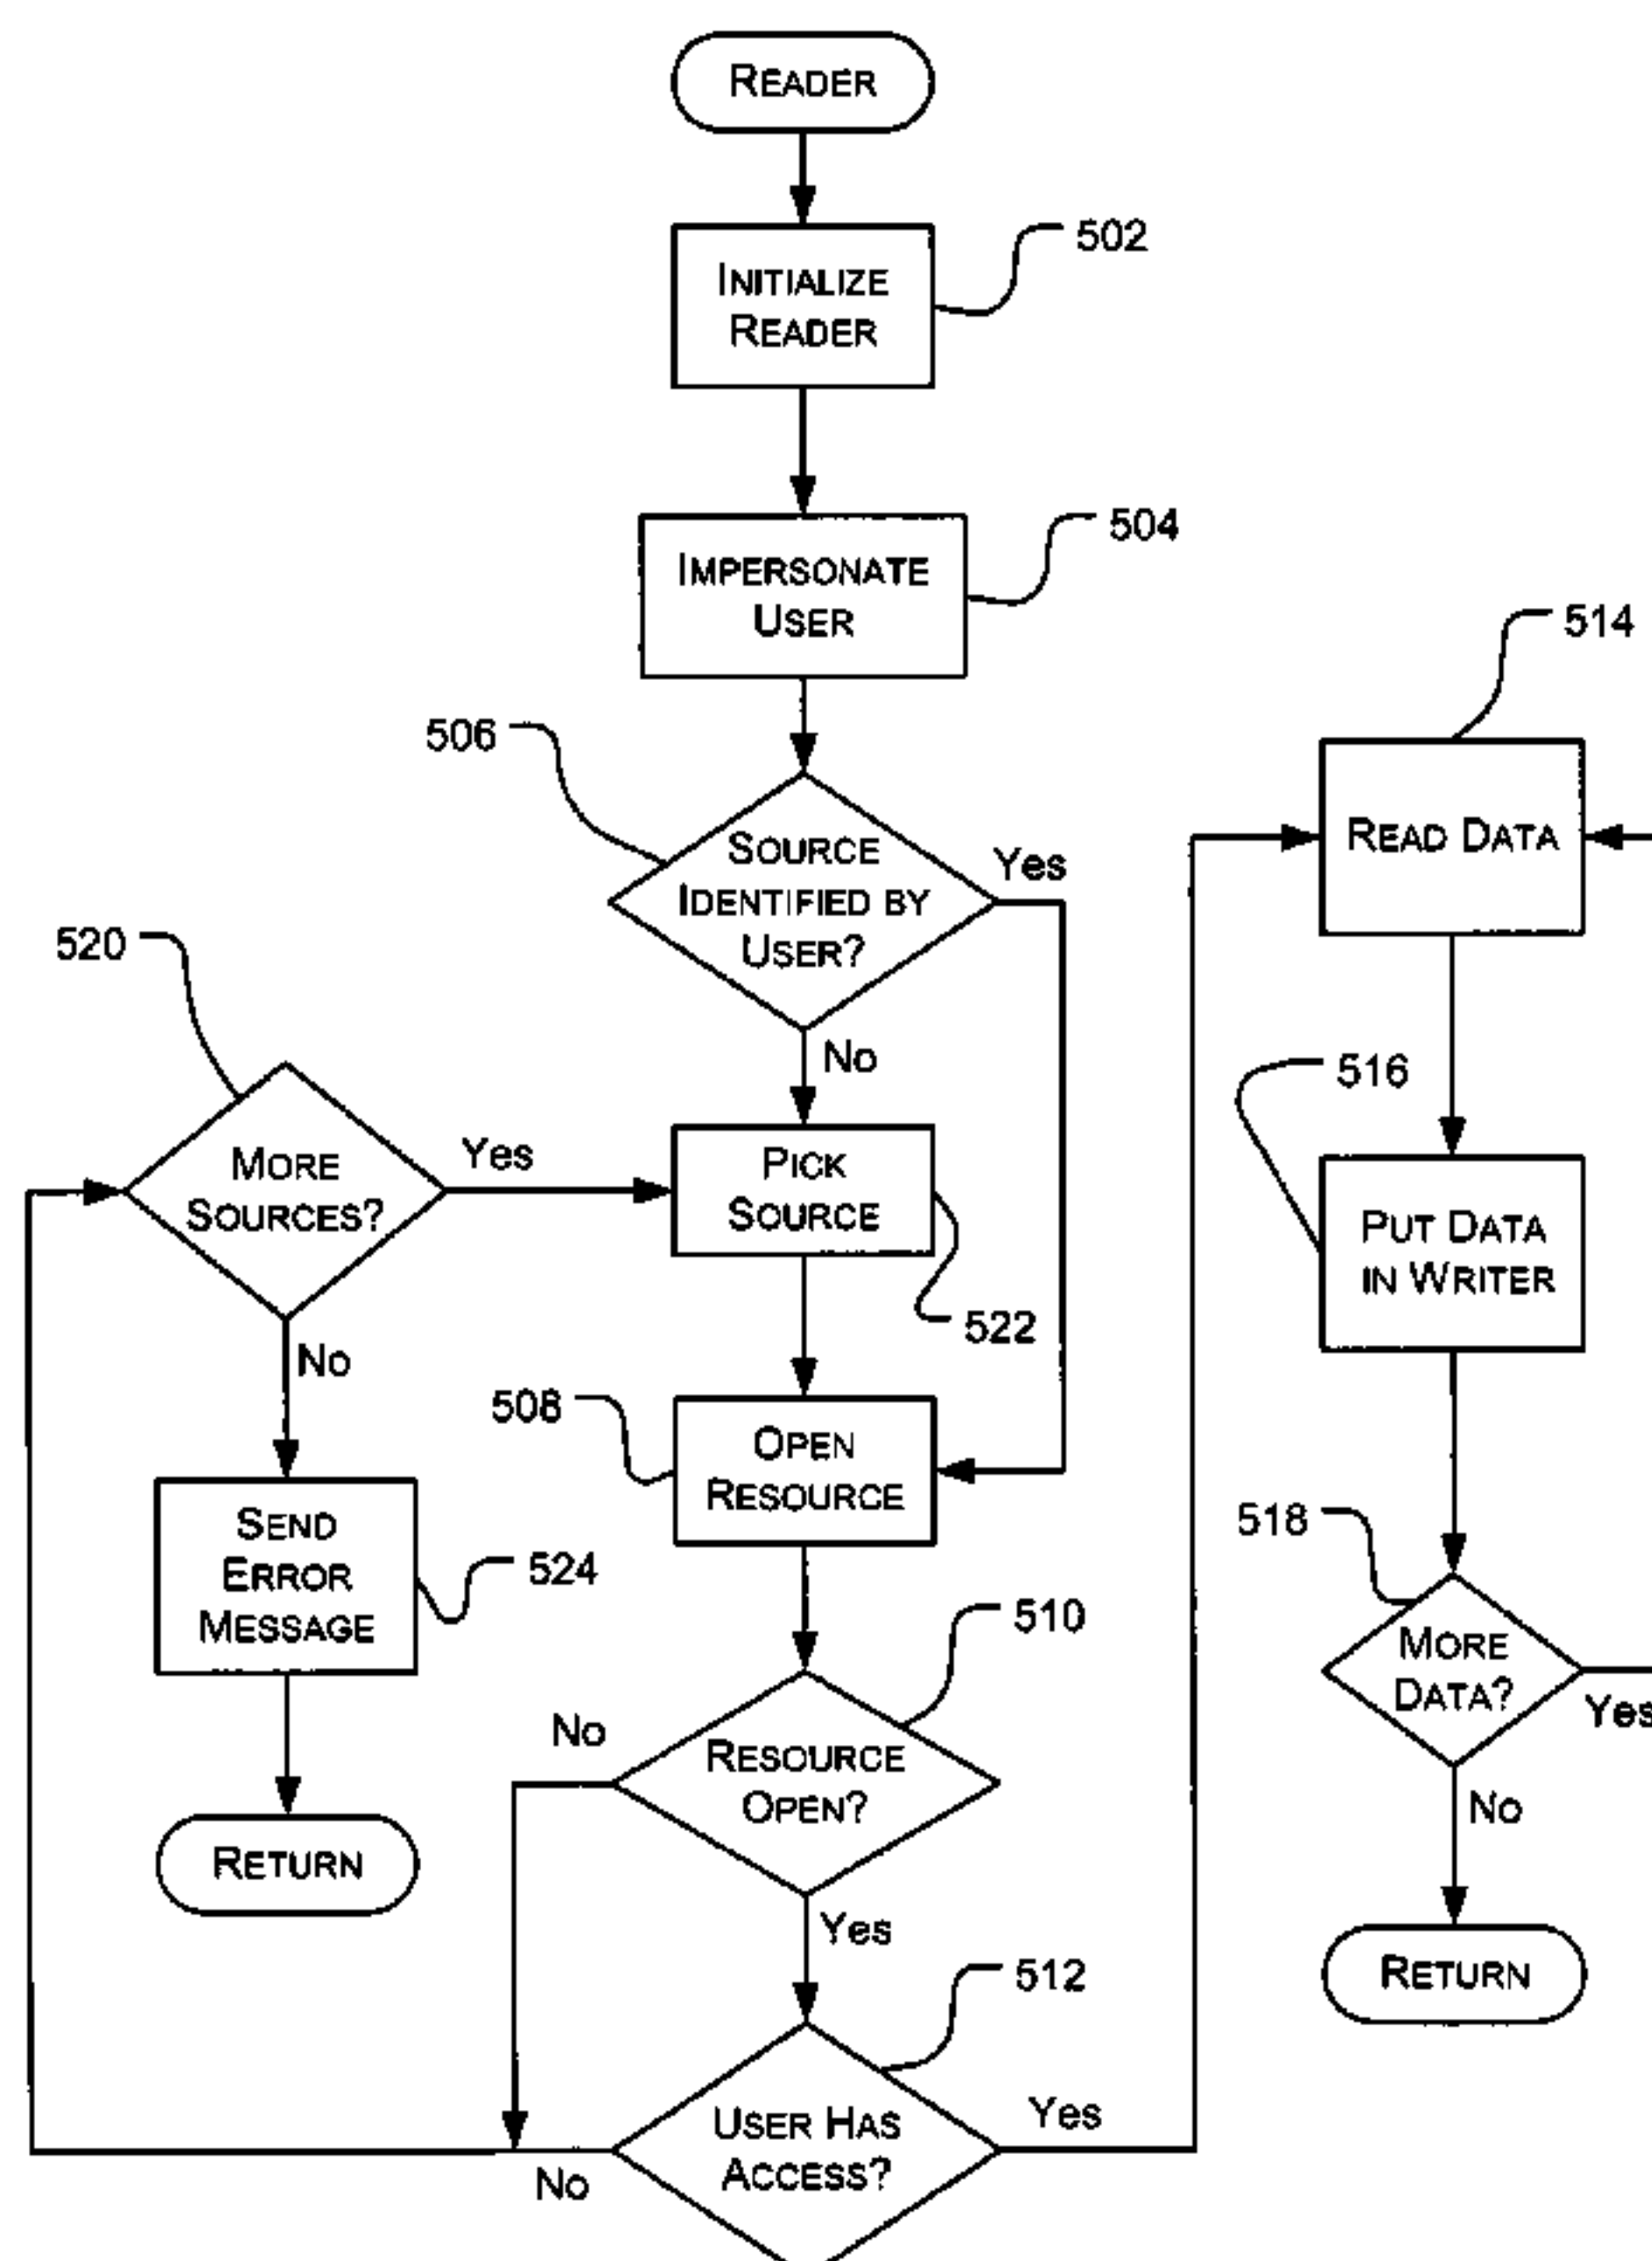 READER
502
INITIALIZE
READER
504
IMPERSONATE
USER
514
506
READ DATA
SOURCE
IDENTIFIED BY
USER?
Yes
520
No
516
MORE
SOURCES?
Yes
PICK
SOURCE
PUT DATA
IN WRITER
522
No
508
OPEN
RESOURCE
518
SEND
ERROR
MESSAGE
524
510
MORE
DATA?
Yes
No
RESOURCE
OPEN?
No
RETURN
Yes
512
RETURN
USER HAS
ACCESS?
Yes
No